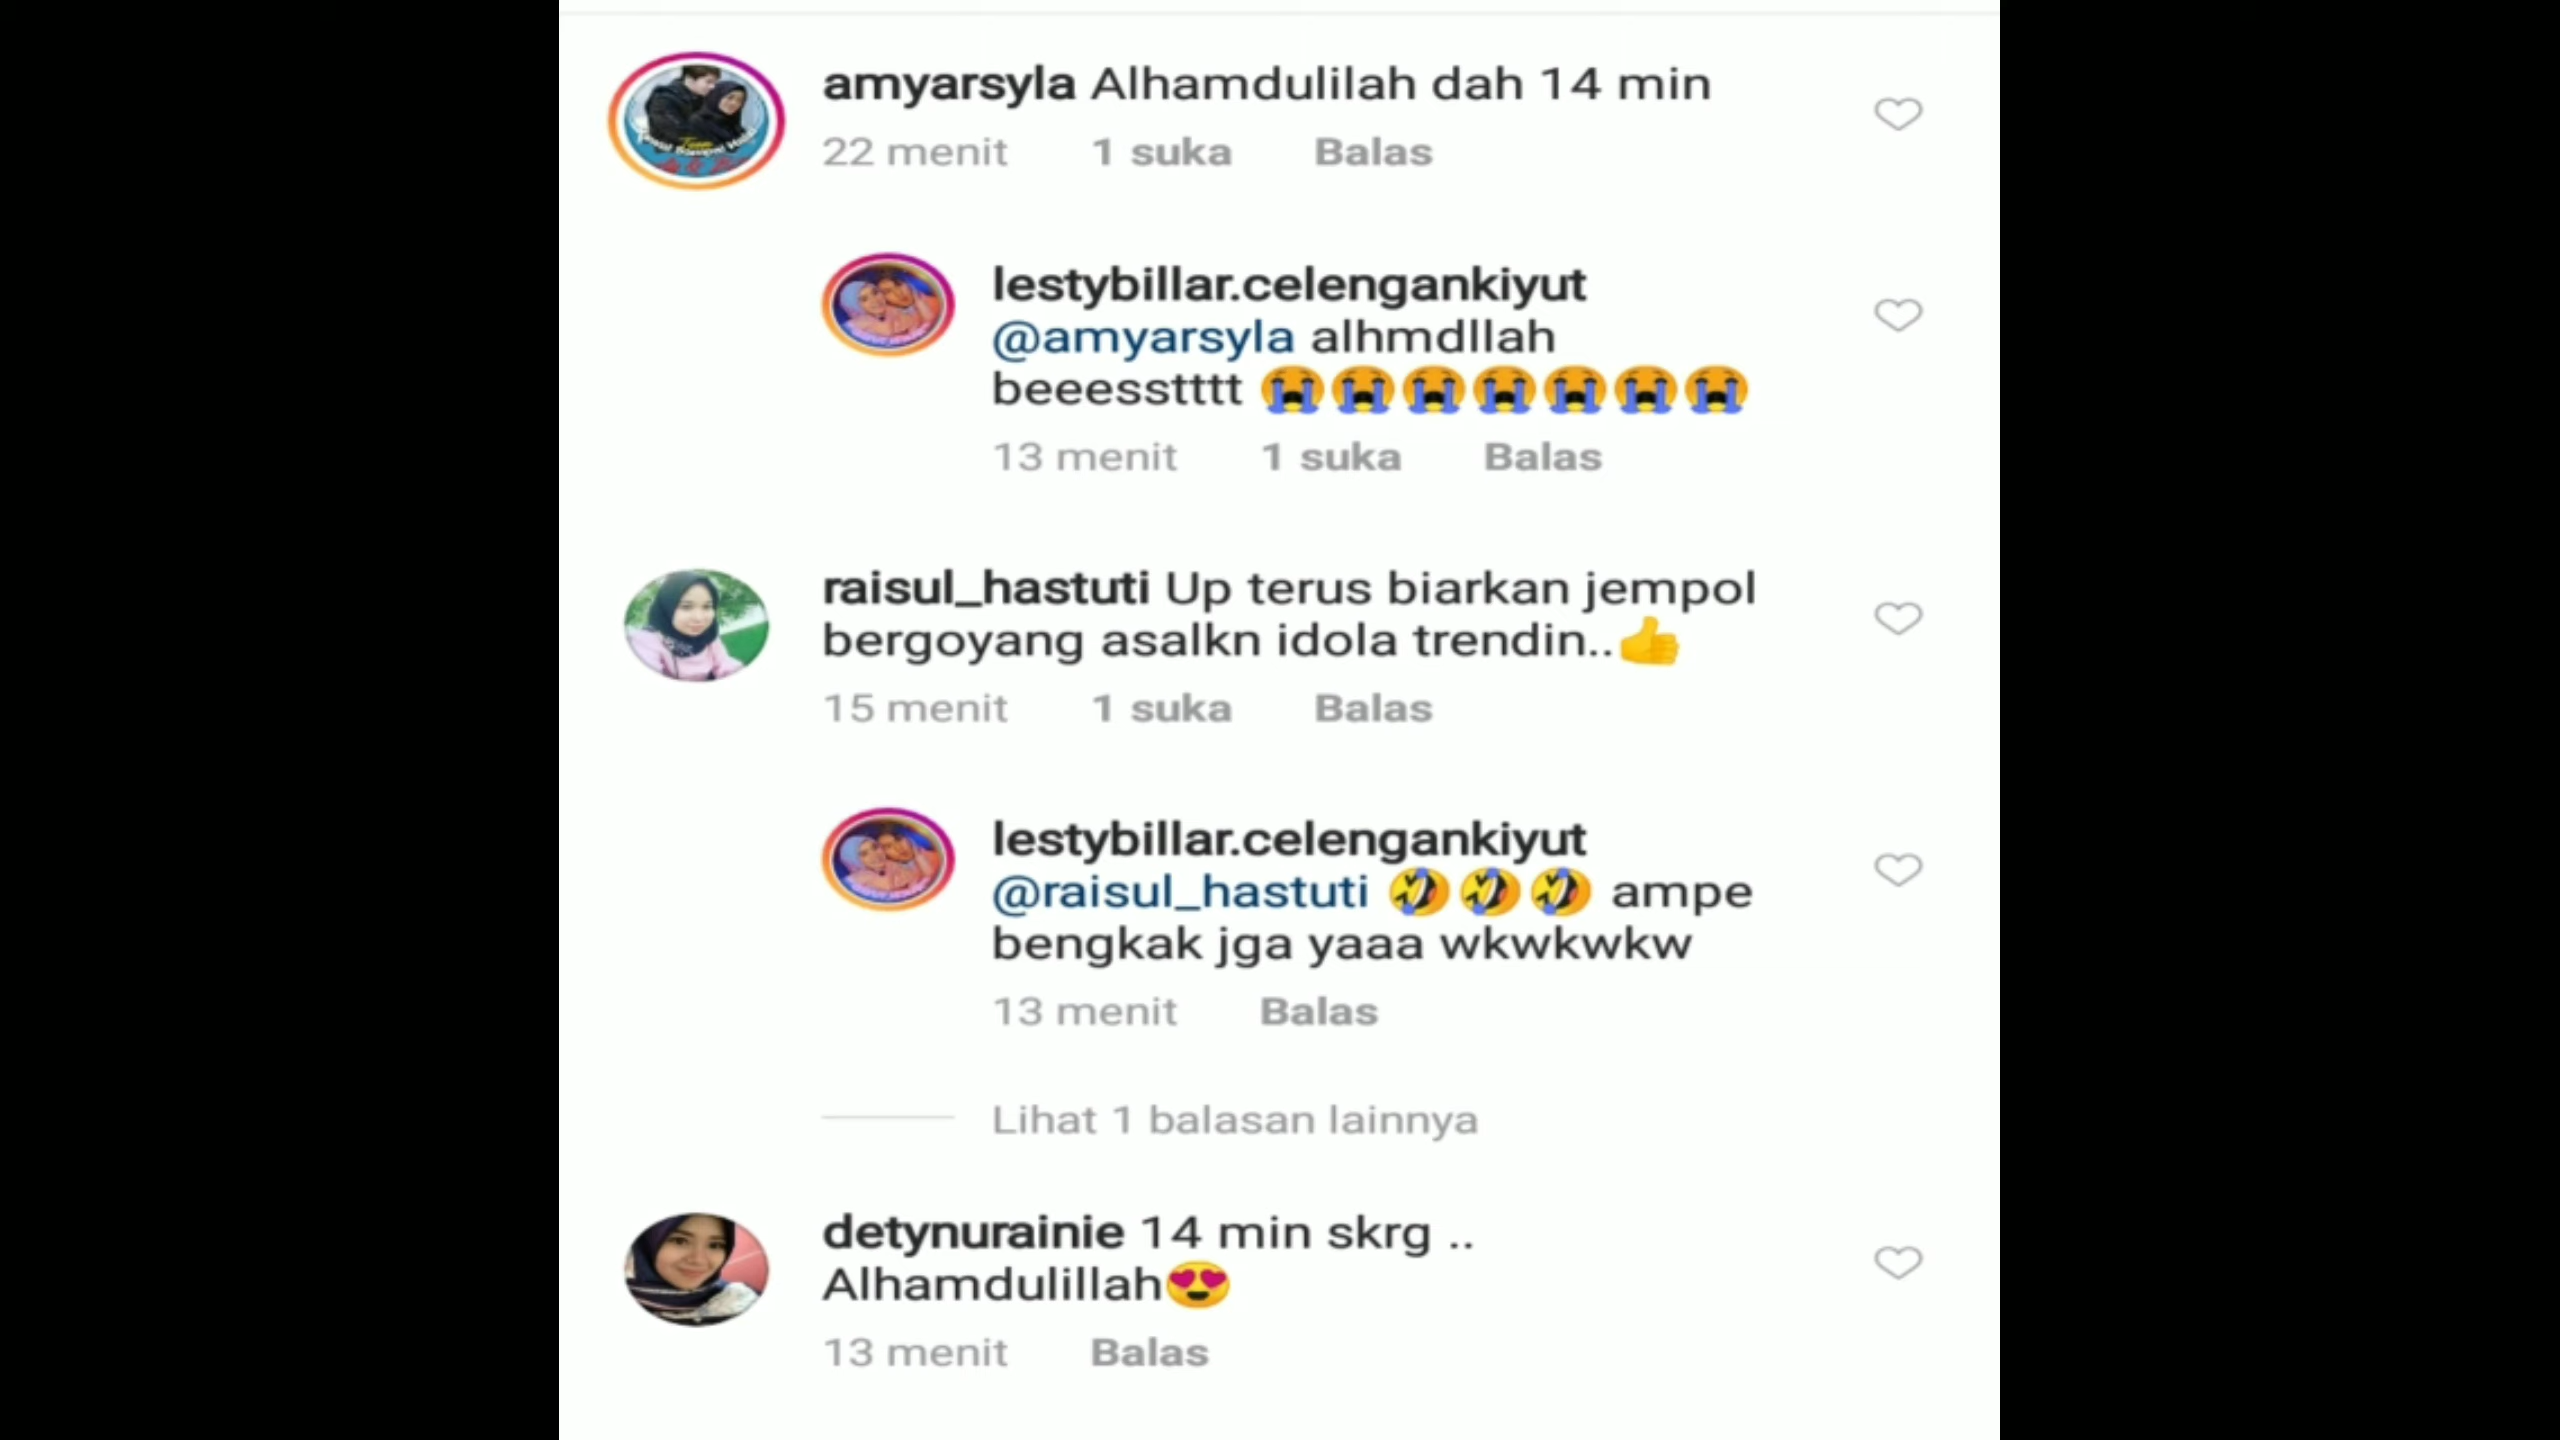 amyarsyla Alhamdulilah dah 14 min
22 menit 1 suka Balas
lestybillar.celengankiyut
@amyarsyla alhmdllah
beeesstttt 😭😭😭😭😭😭😭
13 menit 1 suka Balas
raisul_hastuti Up terus biarkan jempol
bergoyang asalkn idola trendin..👍
15 menit 1 suka Balas
lestybillar.celengankiyut
@raisul_hastuti 🤣🤣🤣 ampe
bengkak jga yaaa wkwkwkw
13 menit Balas
Lihat 1 balasan lainnya
detynurainie 14 min skrg ..
Alhamdulillah😍
13 menit Balas